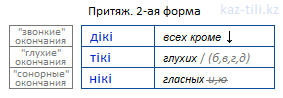 kaz-tili.kz
Притяж. 2-ая форма
"звонкие" окончания дікі всех кроме ↓
"глухие" окончания тікі глухих / (б,в,г,д)
"сонорные" окончания нікі гласных и,ю